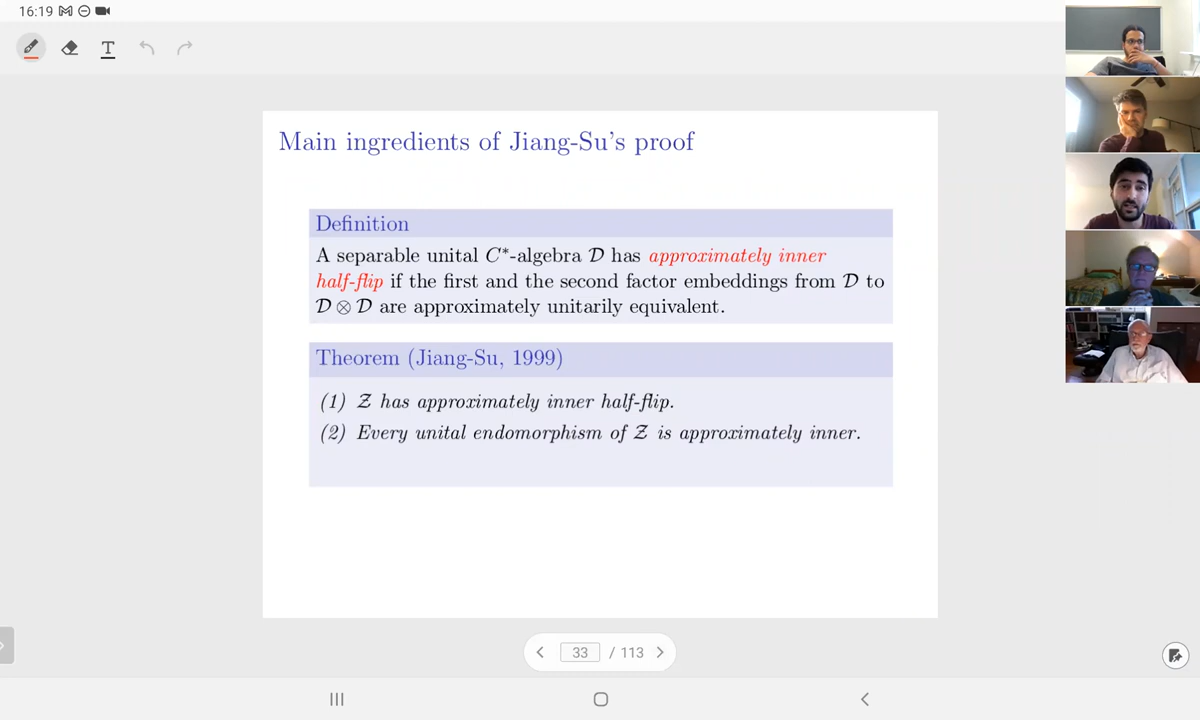 16:19
T
Main ingredients of Jiang-Su's proof
Definition
A separable unital C*-algebra 𝒟 has approximately inner
half-flip if the first and the second factor embeddings from 𝒟 to
𝒟 ⊗ 𝒟 are approximately unitarily equivalent.
Theorem (Jiang-Su, 1999)
(1) 𝒵 has approximately inner half-flip.
(2) Every unital endomorphism of 𝒵 is approximately inner.
33 / 113